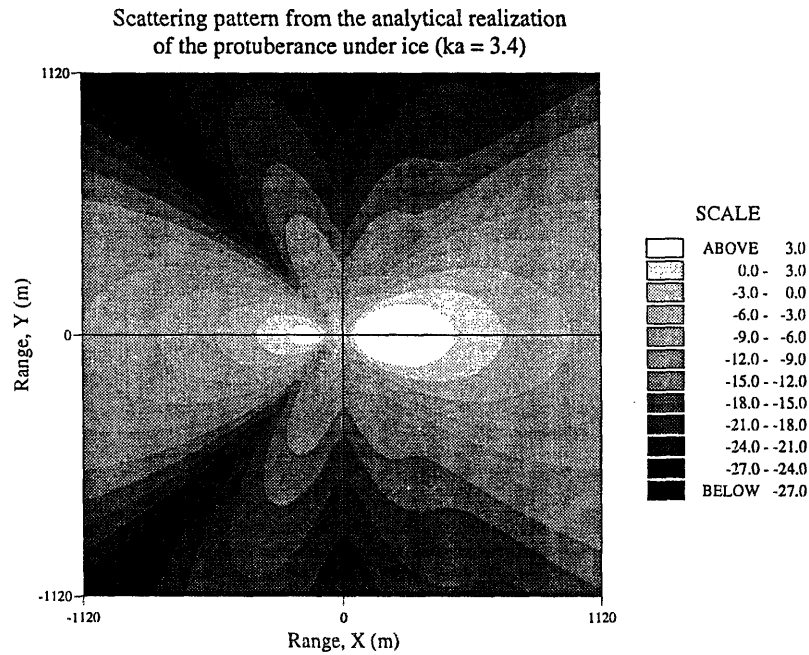 Scattering pattern from the analytical realization
of the protuberance under ice (ka = 3.4)
1120
Range, Y (m)
0
-1120
-1120
0
1120
Range, X (m)
SCALE
ABOVE 3.0
0.0 - 3.0
-3.0 - 0.0
-6.0 - -3.0
-9.0 - -6.0
-12.0 - -9.0
-15.0 - -12.0
-18.0 - -15.0
-21.0 - -18.0
-24.0 - -21.0
-27.0 - -24.0
BELOW -27.0